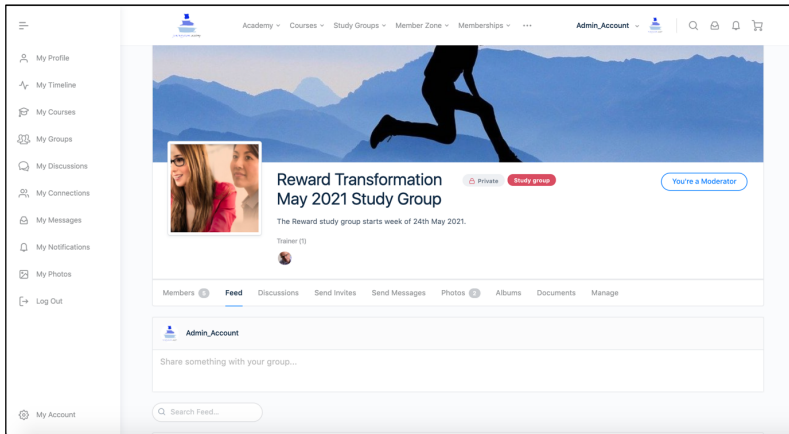 Academy Courses Study Groups Member Zone Memberships ... Admin_Account
My Profile
My Timeline
My Courses
My Groups
My Discussions
My Connections
My Messages
My Notifications
My Photos
Log Out
My Account
Reward Transformation
May 2021 Study Group
Private
Study group
You're a Moderator
The Reward study group starts week of 24th May 2021.
Trainer (1)
Members Feed Discussions Send Invites Send Messages Photos Albums Documents Manage
Admin_Account
Share something with your group...
Search Feed...